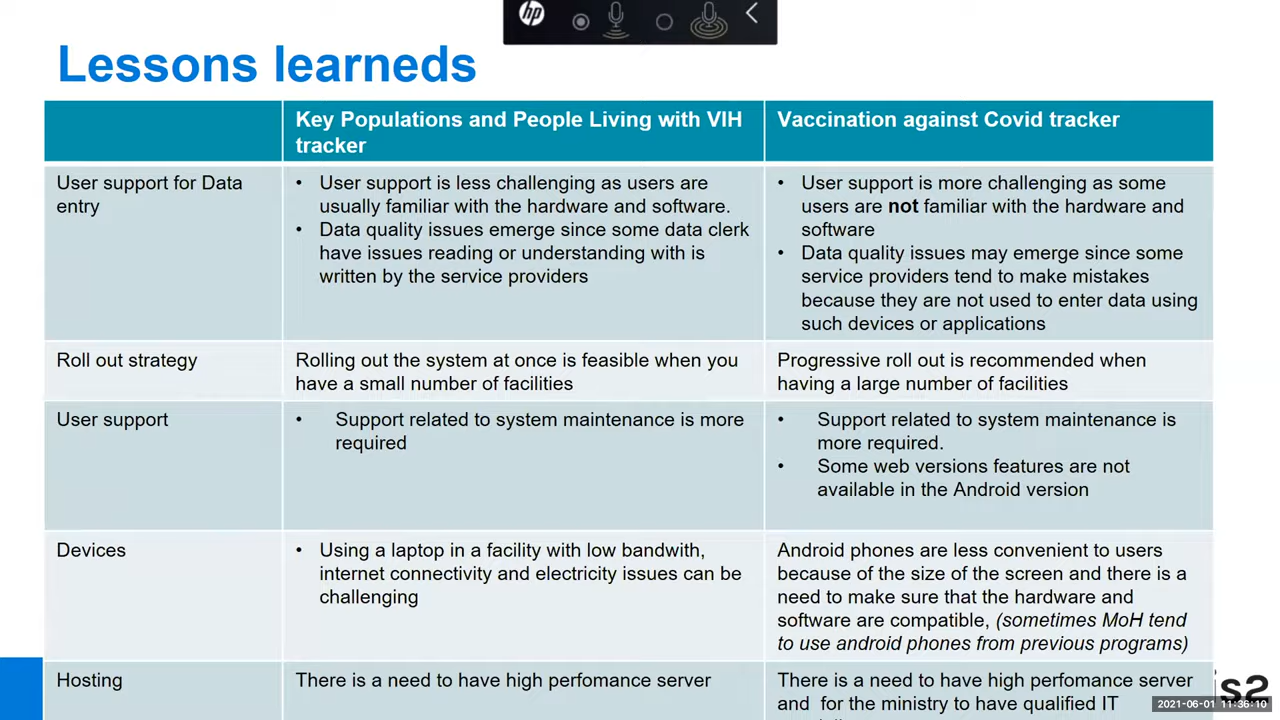 hp
Lessons learneds
Key Populations and People Living with VIH
tracker
Vaccination against Covid tracker
User support for Data
entry
• User support is less challenging as users are
usually familiar with the hardware and software.
• Data quality issues emerge since some data clerk
have issues reading or understanding with is
written by the service providers
• User support is more challenging as some
users are not familiar with the hardware and
software
• Data quality issues may emerge since some
service providers tend to make mistakes
because they are not used to enter data using
such devices or applications
Roll out strategy
Rolling out the system at once is feasible when you
have a small number of facilities
Progressive roll out is recommended when
having a large number of facilities
User support
• Support related to system maintenance is more
required
• Support related to system maintenance is
more required.
• Some web versions features are not
available in the Android version
Devices
• Using a laptop in a facility with low bandwith,
internet connectivity and electricity issues can be
challenging
Android phones are less convenient to users
because of the size of the screen and there is a
need to make sure that the hardware and
software are compatible, (sometimes MoH tend
to use android phones from previous programs)
Hosting
There is a need to have high perfomance server
There is a need to have high perfomance server
and for the ministry to have qualified IT
is2
2021-06-01 11:36:10